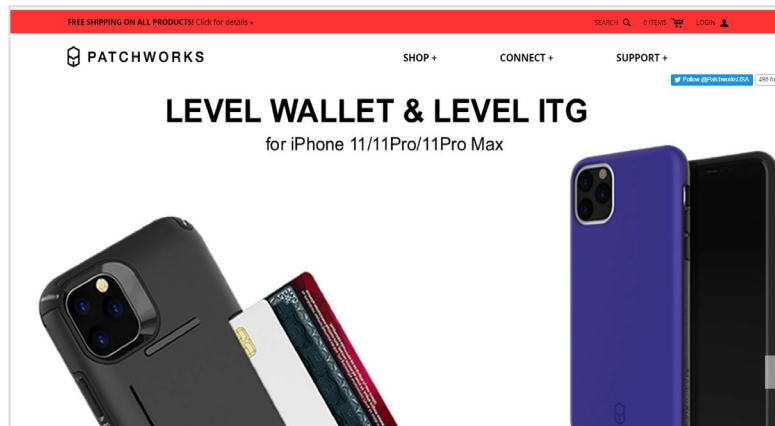 FREE SHIPPING ON ALL PRODUCTS! Click for details »
SEARCH 0 ITEMS LOGIN
PATCHWORKS
SHOP + CONNECT + SUPPORT +
Follow @PatchworksUSA
LEVEL WALLET & LEVEL ITG
for iPhone 11/11Pro/11Pro Max